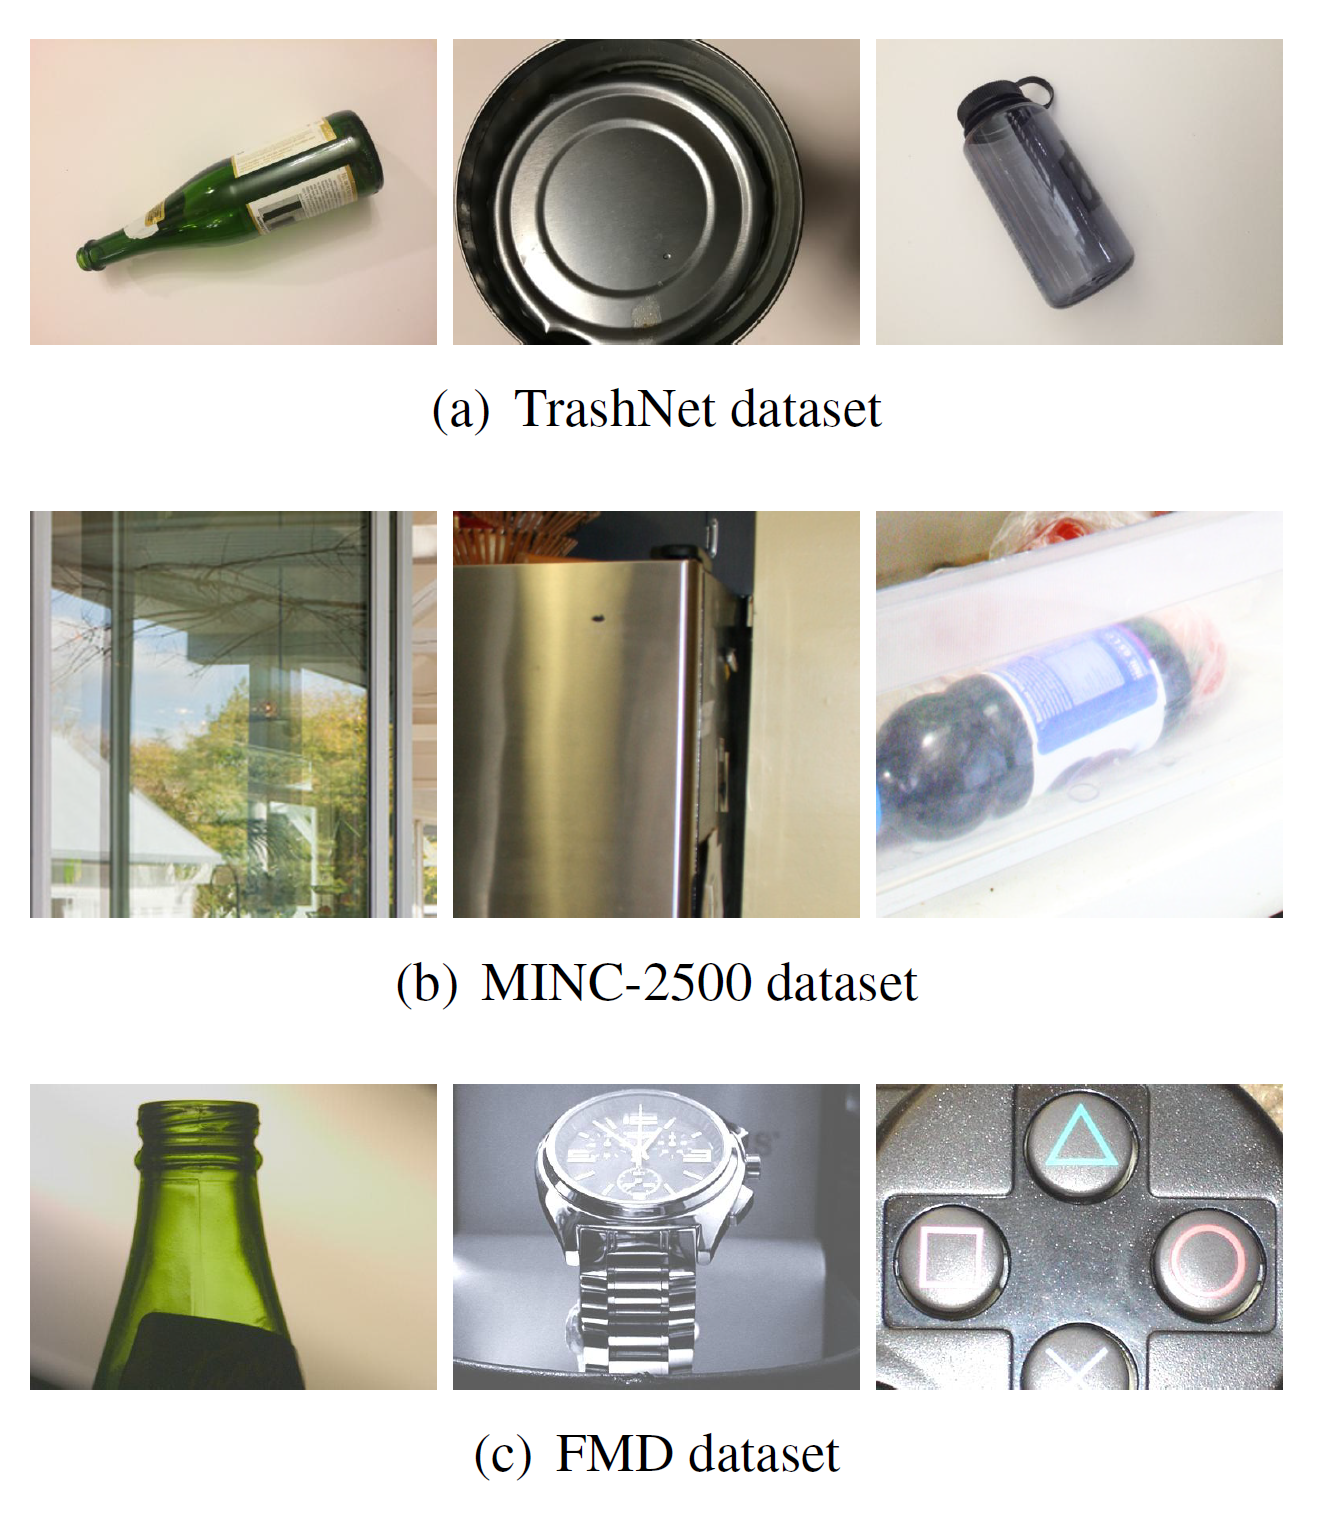 (a) TrashNet dataset
(b) MINC-2500 dataset
(c) FMD dataset